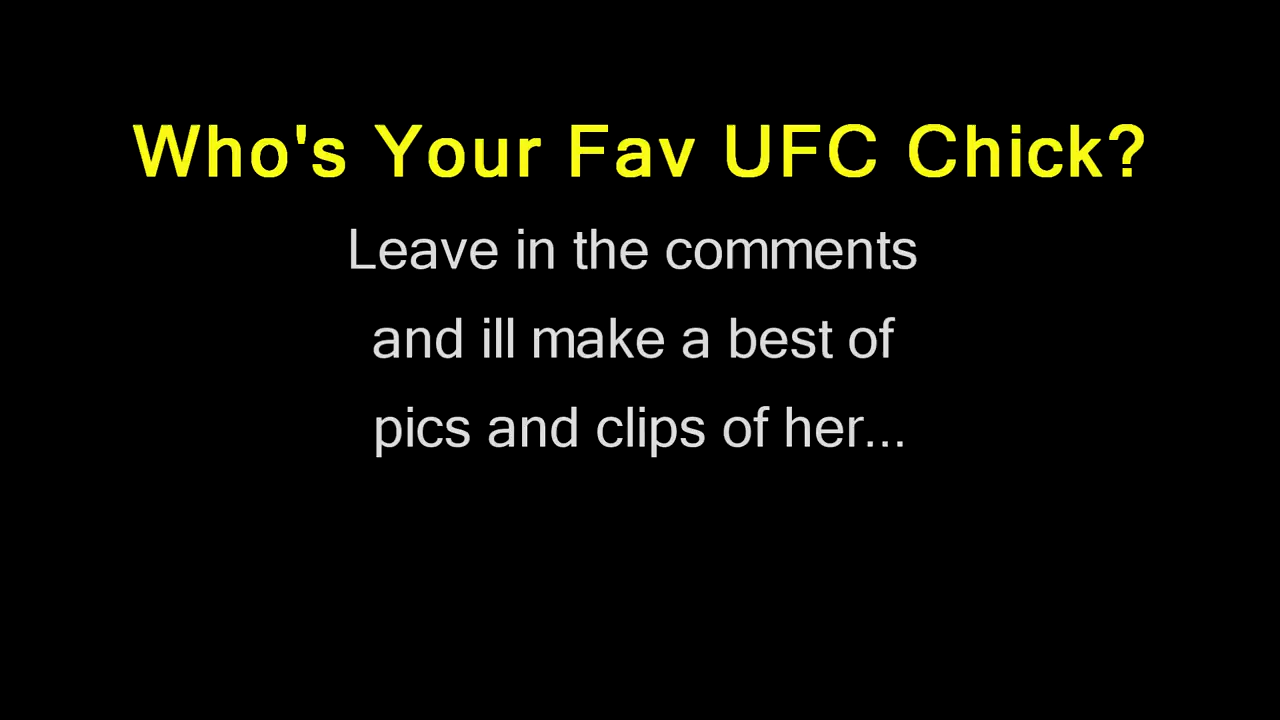 Who's Your Fav UFC Chick?
Leave in the comments
and ill make a best of
pics and clips of her...